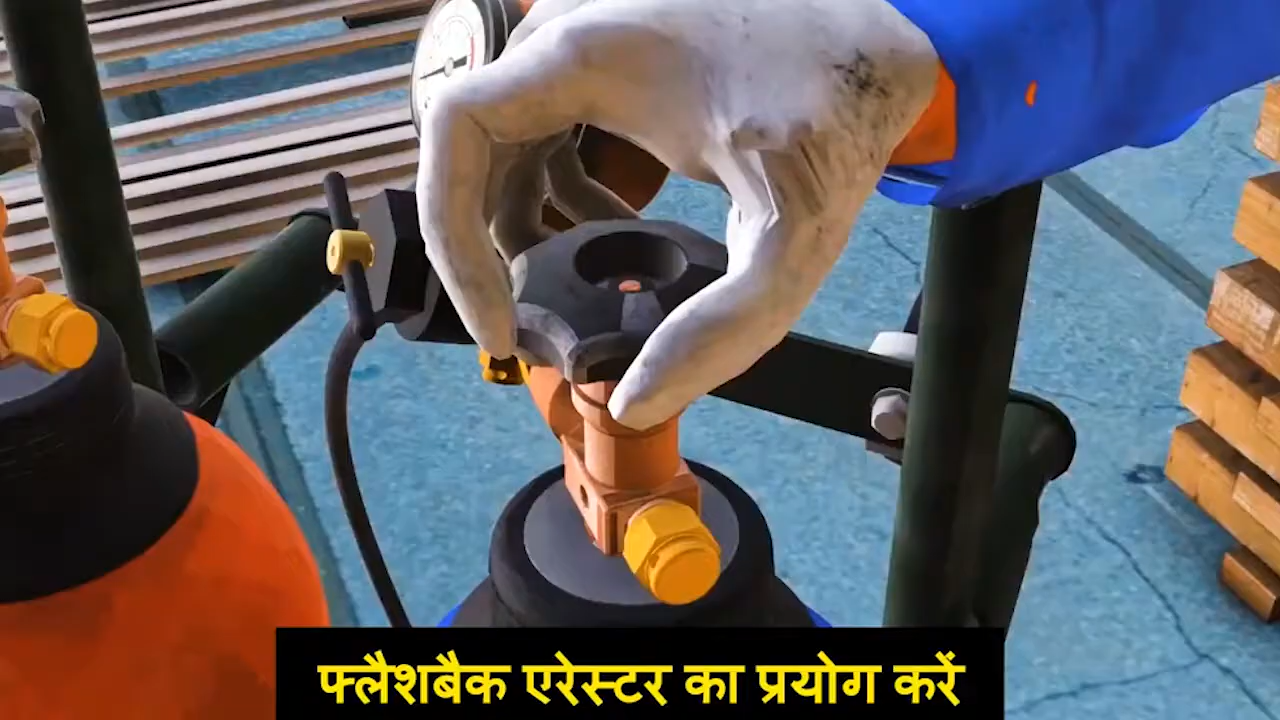 फ्लैशबैक एरेस्टर का प्रयोग करें